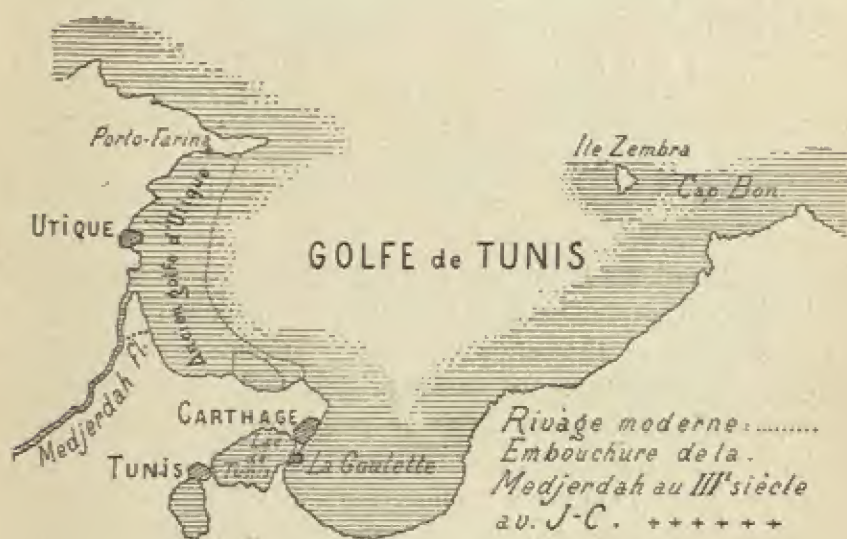 Porto-Farina
Ile Zembra
Cap Bon.
UTIQUE
Ancien golfe d'Utique
GOLFE de TUNIS
Medjerdah Fl.
CARTHAGE
Lac
de
Tunis
TUNIS
La Goulette
Rivage moderne : .........
Embouchure de la .
Medjerdah au IIIe siècle
av. J-C . + + + + + +